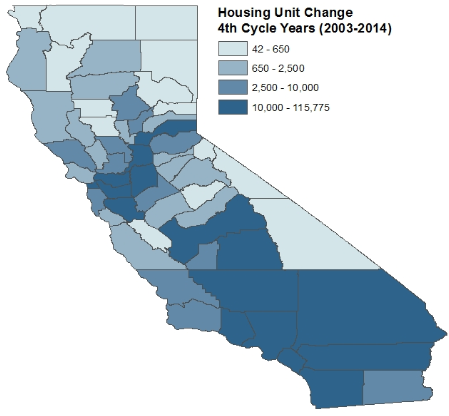 Housing Unit Change
4th Cycle Years (2003-2014)
42 - 650
650 - 2,500
2,500 - 10,000
10,000 - 115,775